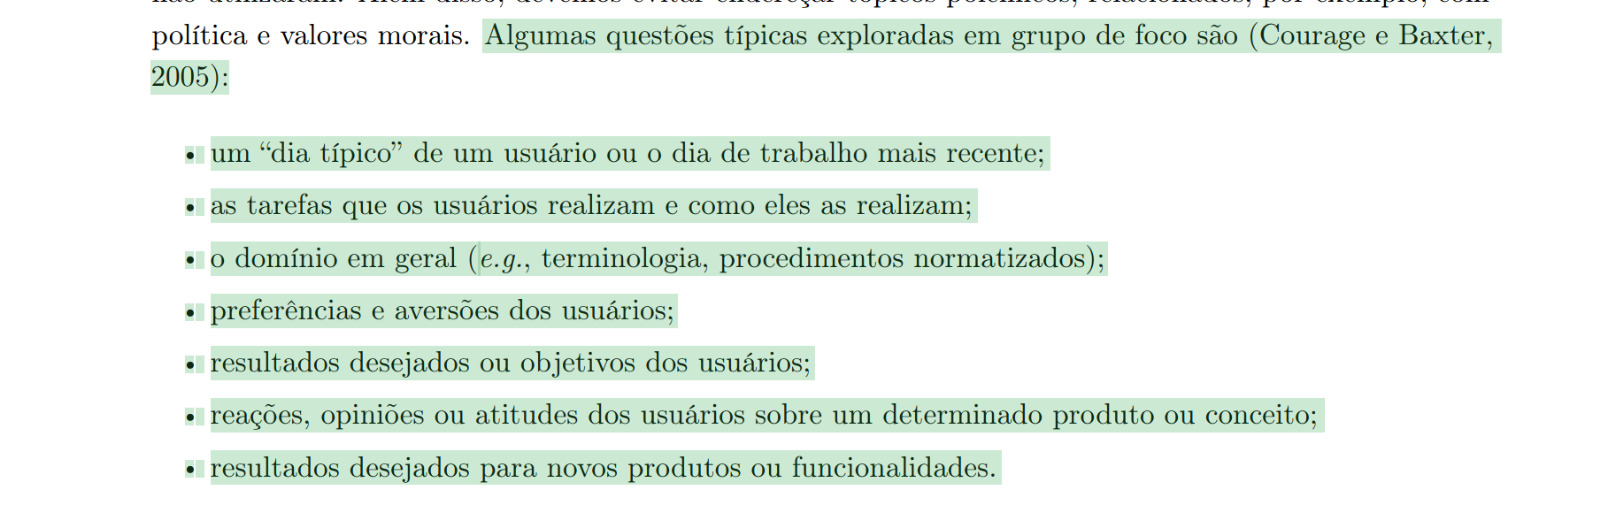 política e valores morais. Algumas questões típicas exploradas em grupo de foco são (Courage e Baxter,
2005):
• um “dia típico” de um usuário ou o dia de trabalho mais recente;
• as tarefas que os usuários realizam e como eles as realizam;
• o domínio em geral (e.g., terminologia, procedimentos normatizados);
• preferências e aversões dos usuários;
• resultados desejados ou objetivos dos usuários;
• reações, opiniões ou atitudes dos usuários sobre um determinado produto ou conceito;
• resultados desejados para novos produtos ou funcionalidades.